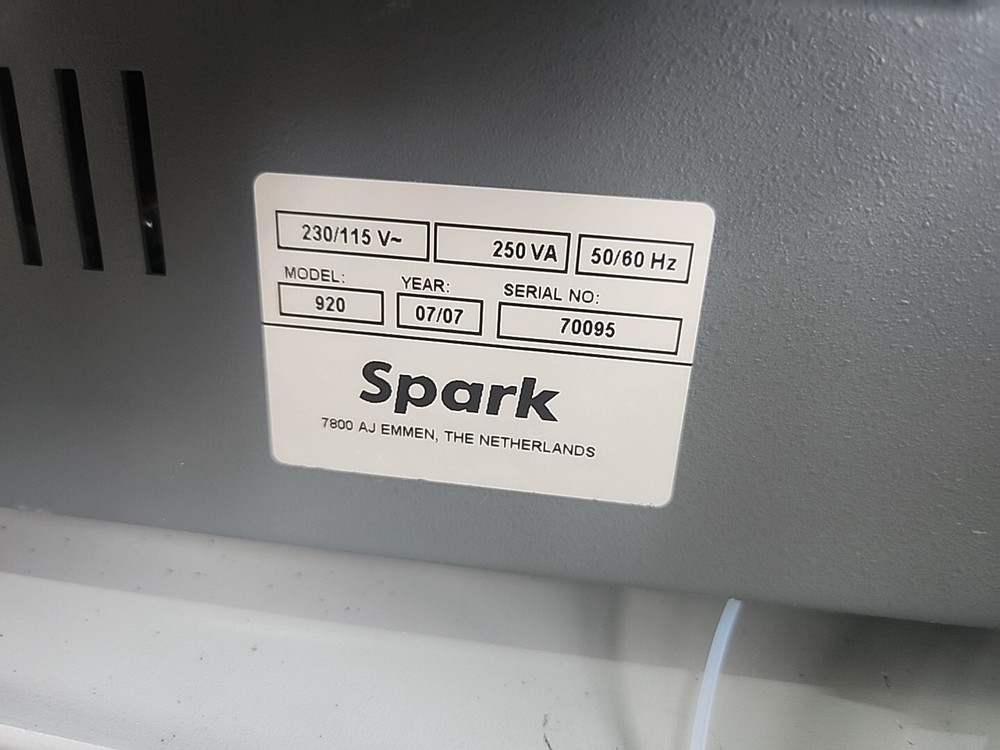 230/115 V~ 250 VA 50/60 Hz
MODEL: YEAR: SERIAL NO:
920 07/07 70095
Spark
7800 AJ EMMEN, THE NETHERLANDS